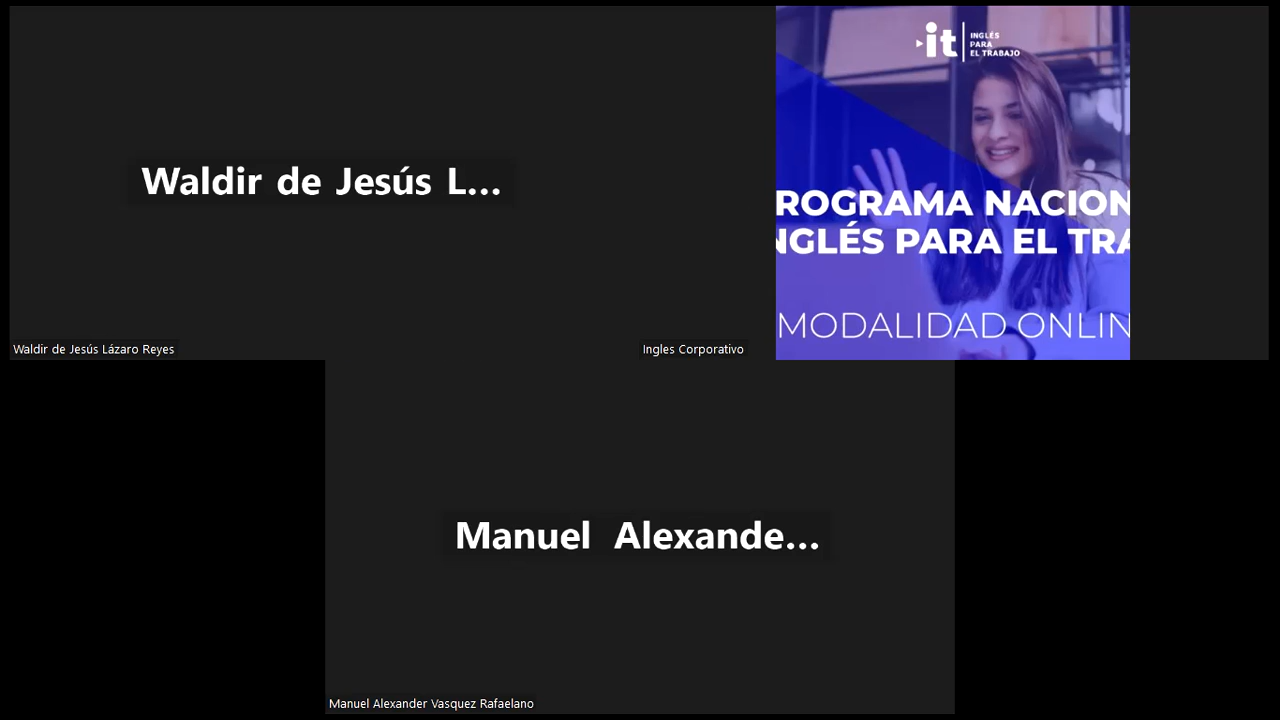 Waldir de Jesús L...
Waldir de Jesús Lázaro Reyes
it
INGLÉS
PARA
EL TRABAJO
ROGRAMA NACION
NGLÉS PARA EL TRA
MODALIDAD ONLIN
Ingles Corporativo
Manuel Alexande...
Manuel Alexander Vasquez Rafaelano